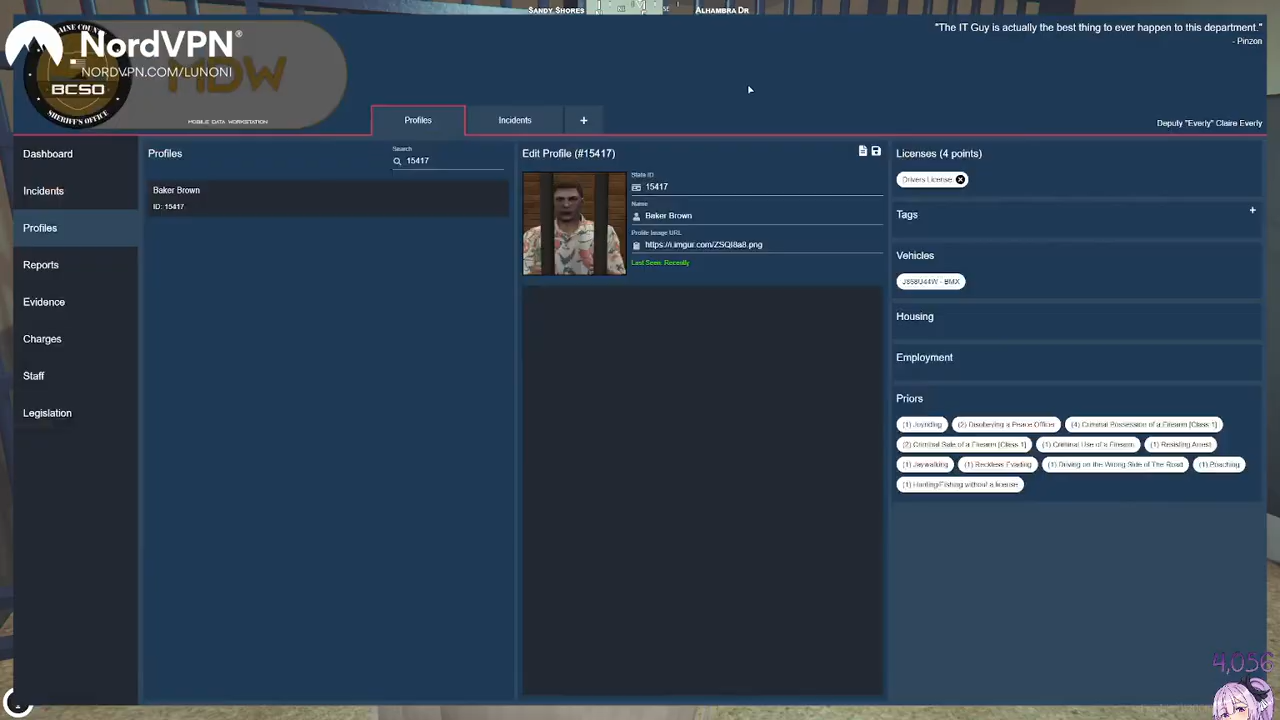 SANDY SHORES
ALHAMBRA DR
"The IT Guy is actually the best thing to ever happen to this department."
- Pinzon
NordVPN®
NORDVPN.COM/LUNONI
BCSO
SHERIFF'S OFFICE
MDW
MOBILE DATA WORKSTATION
Profiles
Incidents
+
Deputy "Everly" Claire Everly
Dashboard
Incidents
Profiles
Reports
Evidence
Charges
Staff
Legislation
Profiles
Search
15417
Baker Brown
ID: 15417
Edit Profile (#15417)
State ID
15417
Name
Baker Brown
Profile Image URL
https://i.imgur.com/ZSQI8a8.png
Last Seen: Recently
Licenses (4 points)
Drivers License
Tags
+
Vehicles
- BMX
Housing
Employment
Priors
(1) Joyriding
(2) Disobeying a Peace Officer
(4) Criminal Possession of a Firearm [Class 1]
(2) Criminal Sale of a Firearm [Class 1]
(1) Criminal Use of a Firearm
(1) Resisting Arrest
(1) Jaywalking
(1) Reckless Evading
(1) Driving on the Wrong Side of The Road
(1) Poaching
(1) Hunting/Fishing without a license
4,056